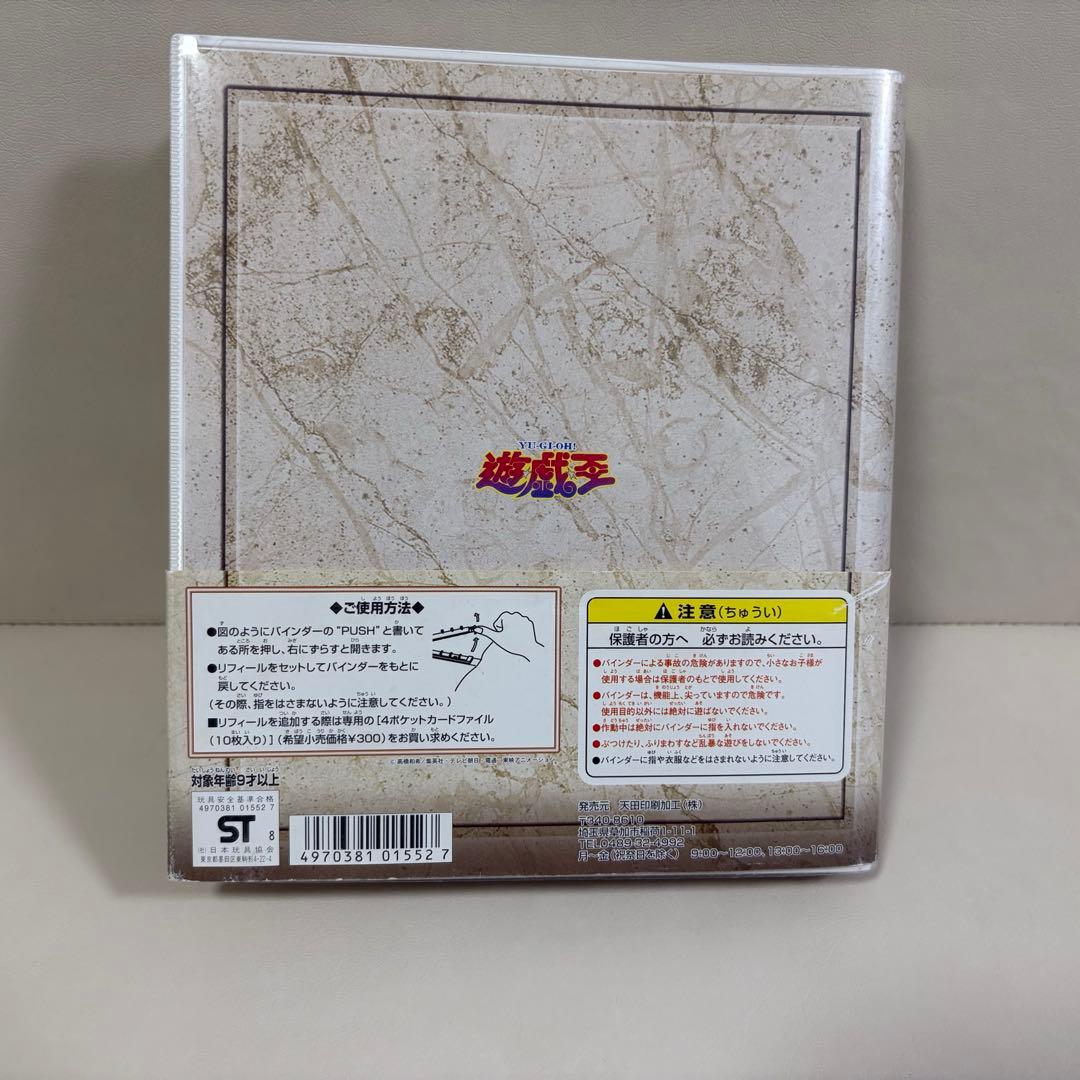 YU-GI-OH!
遊戯王
◆ご使用方法◆
●図のようにバインダーの"PUSH"と書いて
ある所を押し、右にずらすと開きます。
●リフィールをセットしてバインダーをもとに
戻してください。
(その際、指をはさまないように注意してください。)
■リフィールを追加する際は専用の[4ポケットカードファイル
(10枚入り)](希望小売価格¥300)をお買い求めください。
© 高橋和希/集英社・テレビ朝日・電通・東映アニメーション
対象年齢9才以上
玩具安全基準合格
4970381 01552 7
ST 8
(社)日本玩具協会
東京都墨田区東駒形4-22-4
4970381 015527
注意(ちゅうい)
保護者の方へ 必ずお読みください。
●バインダーによる事故の危険がありますので、小さなお子様が
使用する場合は保護者のもとで使用してください。
●バインダーは、機能上、尖っていますので危険です。
使用目的以外には絶対に遊ばないでください。
●作動中は絶対にバインダーに指を入れないでください。
●ぶつけたり、ふりまわすなど乱暴な遊びをしないでください。
●バインダーに指や衣服などをはさまれないように注意してください。
発売元 天田印刷加工(株)
〒340-8610
埼玉県草加市稲荷1-11-1
TEL0489-32-4992
月〜金(祝祭日を除く) 9:00〜12:00、13:00〜16:00